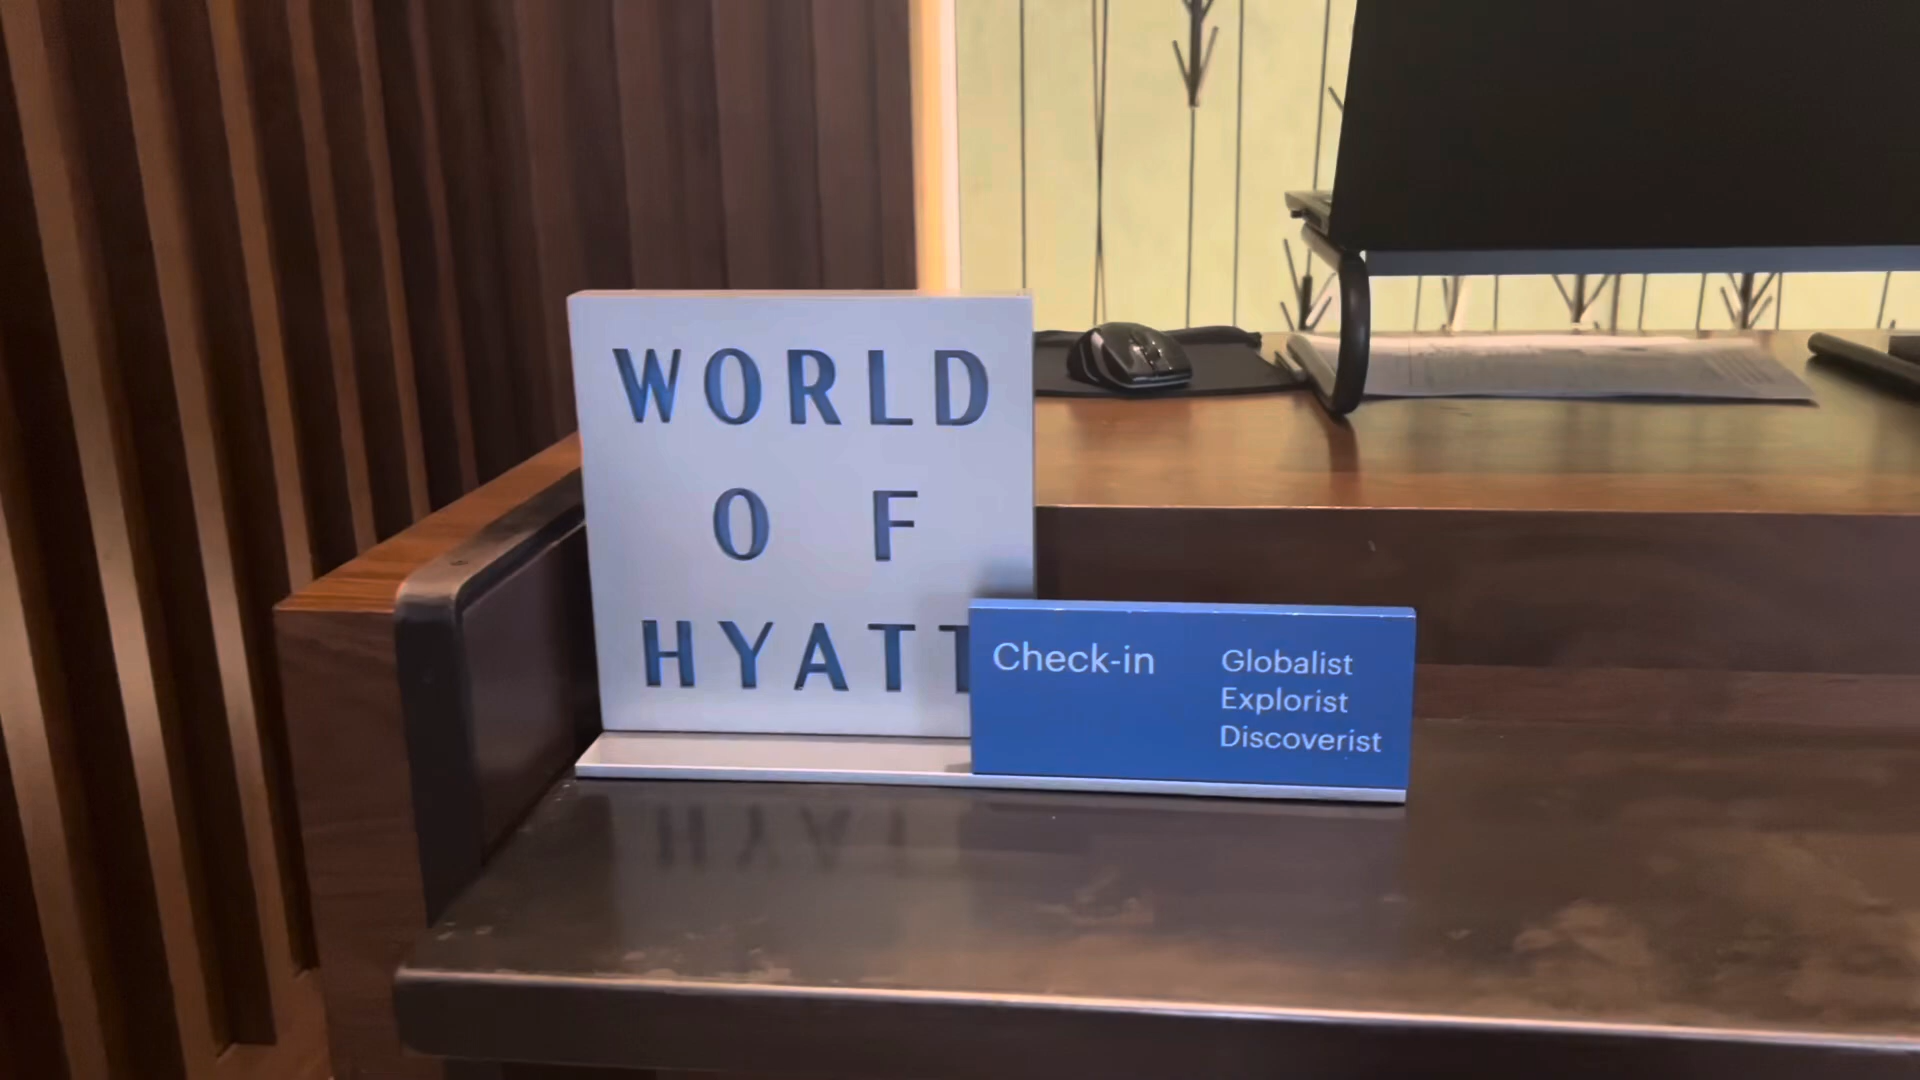 WORLD
OF
HYATT
Check-in
Globalist
Explorist
Discoverist